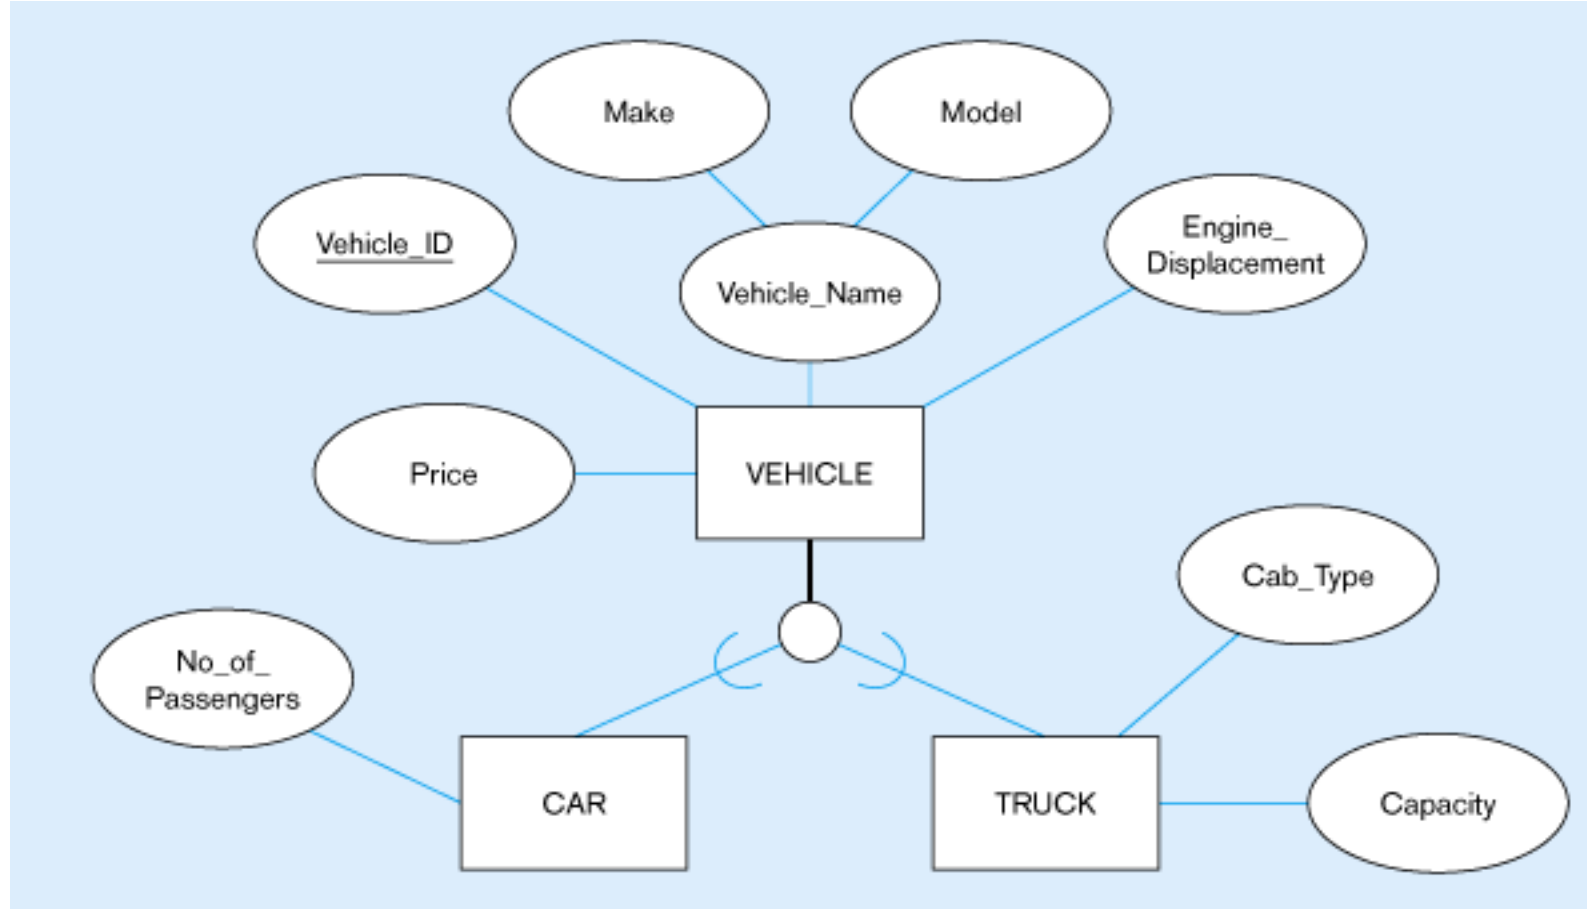 Make
Model
Vehicle_ID
Engine_
Displacement
Vehicle_Name
Price
VEHICLE
Cab_Type
No_of_
Passengers
CAR
TRUCK
Capacity